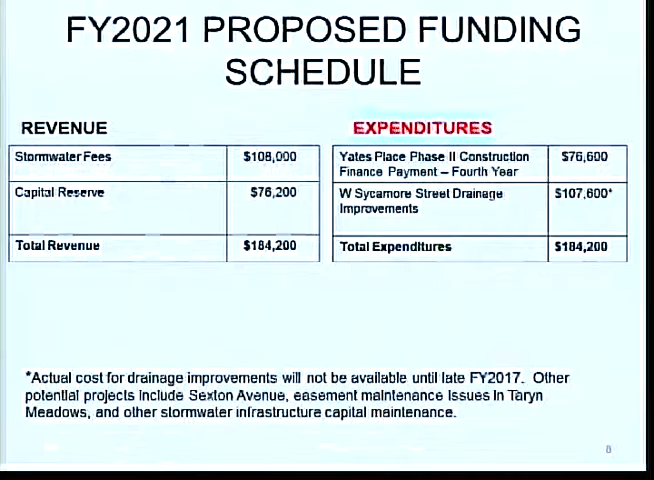 FY2021 PROPOSED FUNDING
SCHEDULE
REVENUE
Stormwater Fees $108,000
Capital Reserve $76,200
Total Revenue $184,200
EXPENDITURES
Yates Place Phase II Construction $76,600
Finance Payment – Fourth Year
W Sycamore Street Drainage $107,600*
Improvements
Total Expenditures $184,200
*Actual cost for drainage improvements will not be available until late FY2017. Other
potential projects include Sexton Avenue, easement maintenance issues in Taryn
Meadows, and other stormwater infrastructure capital maintenance.
8